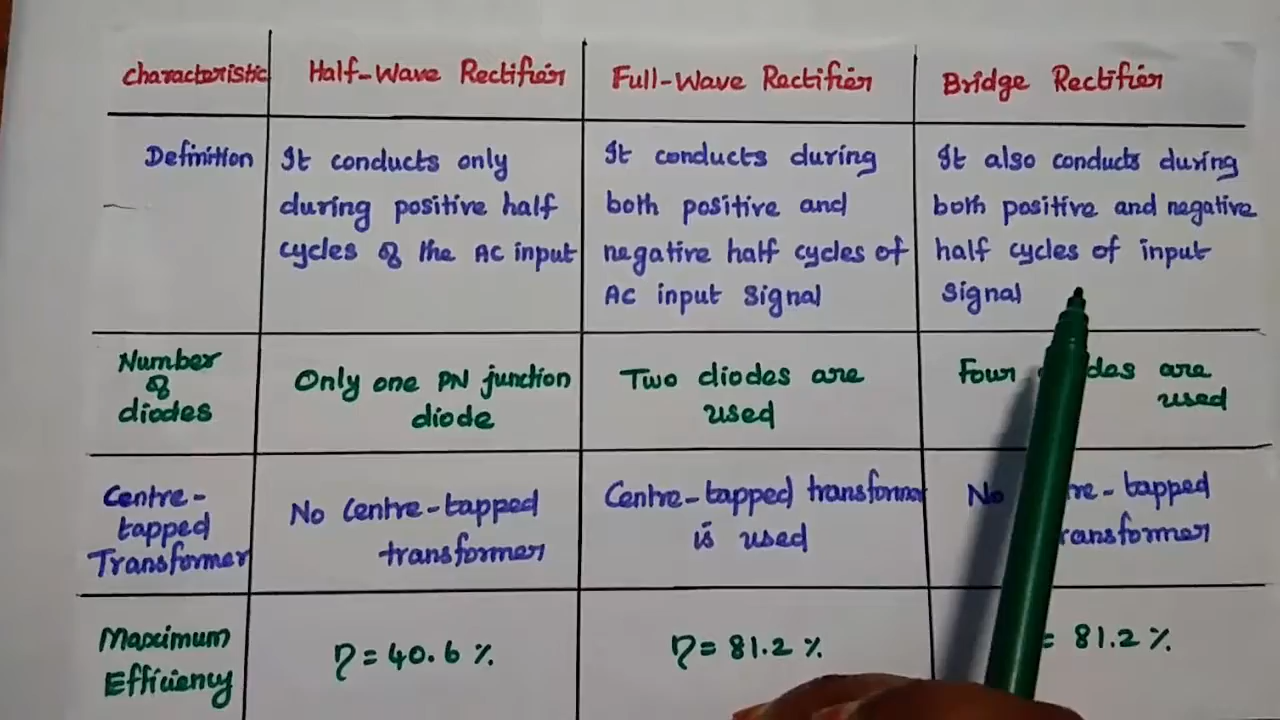 Characteristic Half-Wave Rectifier Full-Wave Rectifier Bridge Rectifier
Definition
It conducts only
during positive half
cycles of the AC input
It conducts during
both positive and
negative half cycles of
AC input signal
It also conducts during
both positive and negative
half cycles of input
signal
Number
of
diodes
Only one PN junction
diode
Two diodes are
used
Four are
used
Centre-
tapped
Transformer
No Centre-tapped
transformer
Centre-tapped transformer
is used
No tapped
transformer
Maximum
Efficiency
η = 40.6 %
η = 81.2 %
= 81.2 %